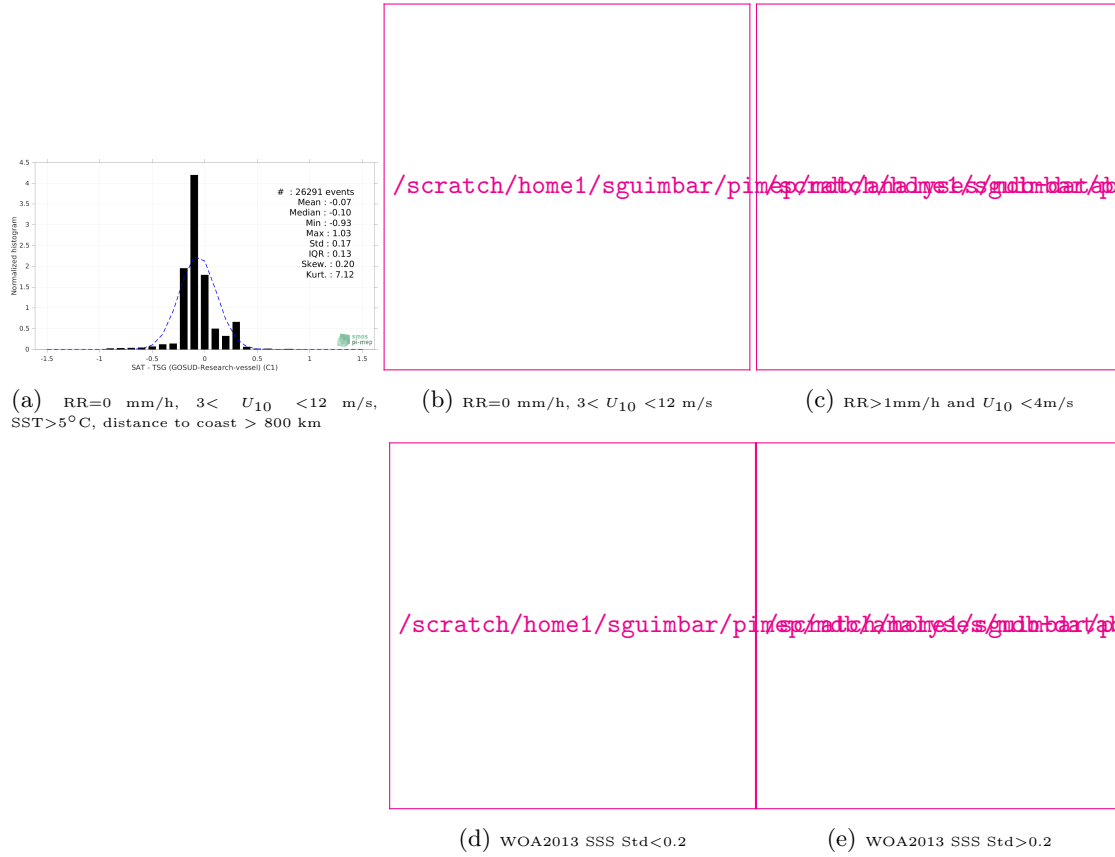 4.5
4
3.5
3
2.5
2
1.5
1
0.5
0
Normalized histogram
# : 26291 events
Mean : -0.07
Median : -0.10
Min : -0.93
Max : 1.03
Std : 0.17
IQR : 0.13
Skew. : 0.20
Kurt. : 7.12
smos
pi-mep
-1.5 -1 -0.5 0 0.5 1 1.5
SAT - TSG (GOSUD-Research-vessel) (C1)
/scratch/home1/sguimbar/
(a) RR=0 mm/h, 3< U10 <12 m/s,
SST>5°C, distance to coast > 800 km
(b) RR=0 mm/h, 3< U10 <12 m/s
(c) RR>1mm/h and U10 <4m/s
/scratch/home1/sguimbar/
(d) WOA2013 SSS Std<0.2
(e) WOA2013 SSS Std>0.2